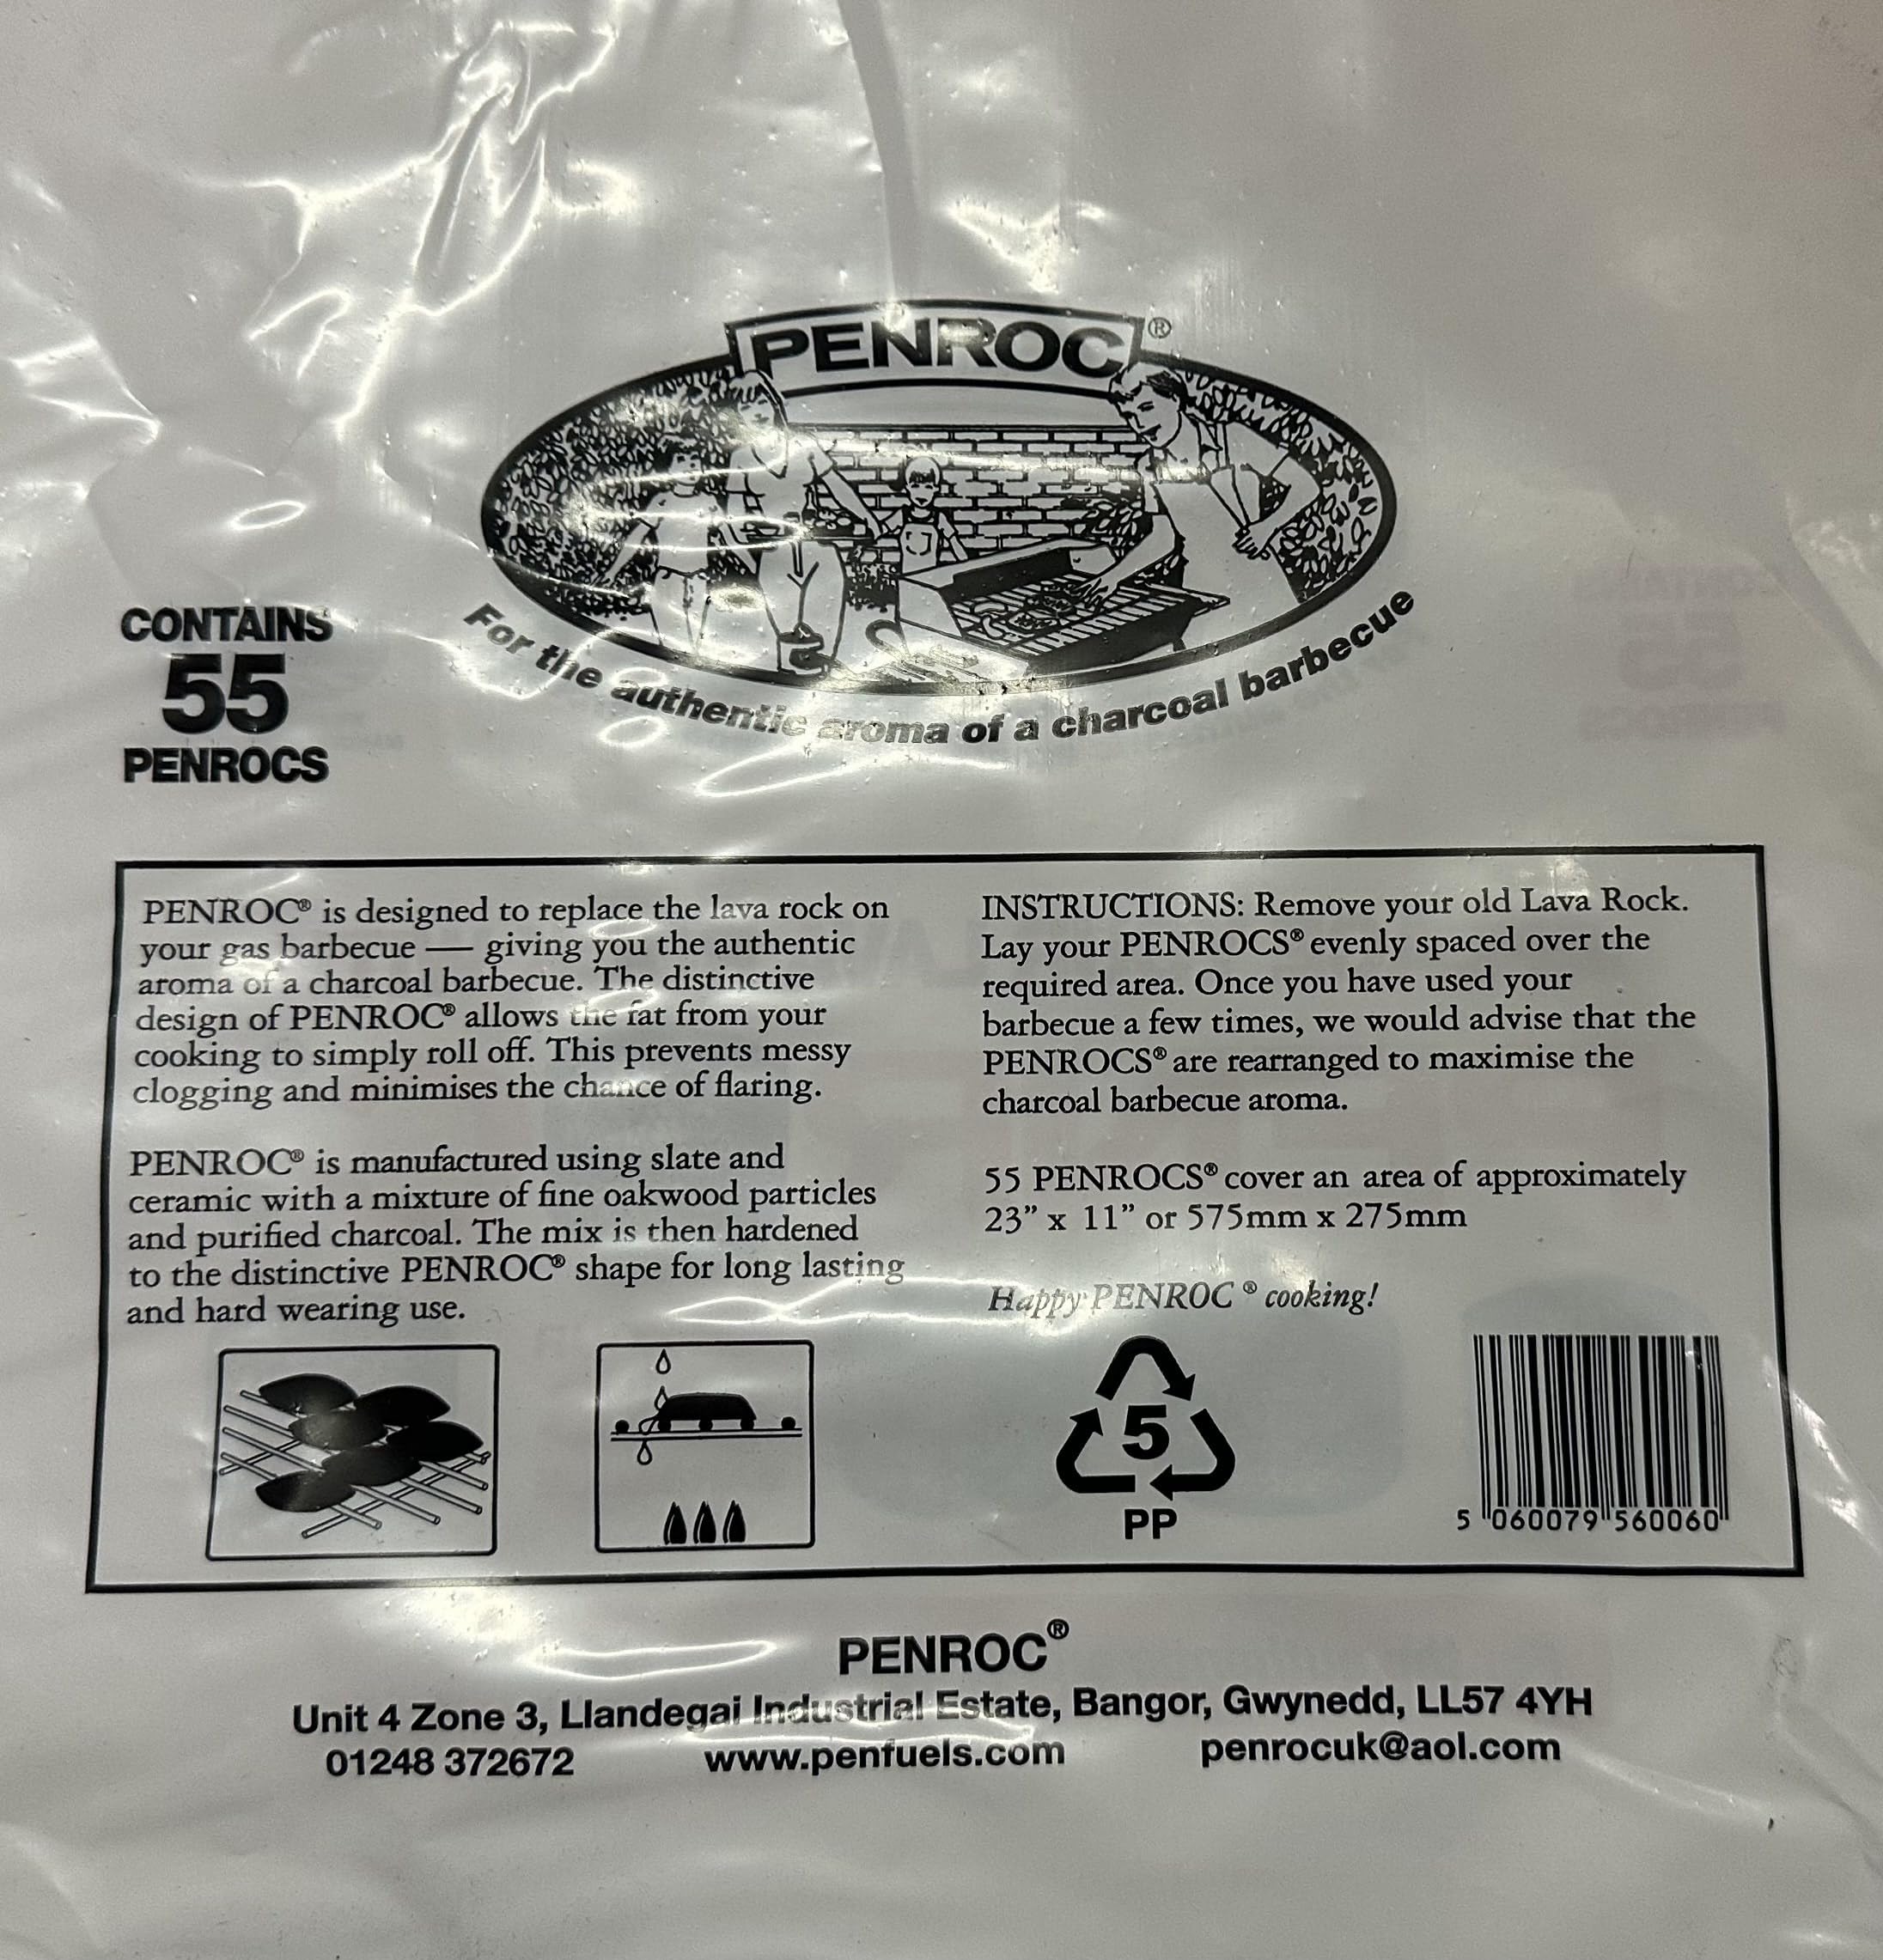 PENROC®
For the authentic aroma of a charcoal barbecue
CONTAINS
55
PENROCS
PENROC® is designed to replace the lava rock on
your gas barbecue — giving you the authentic
aroma of a charcoal barbecue. The distinctive
design of PENROC® allows the fat from your
cooking to simply roll off. This prevents messy
clogging and minimises the chance of flaring.
PENROC® is manufactured using slate and
ceramic with a mixture of fine oakwood particles
and purified charcoal. The mix is then hardened
to the distinctive PENROC® shape for long lasting
and hard wearing use.
INSTRUCTIONS: Remove your old Lava Rock.
Lay your PENROCS® evenly spaced over the
required area. Once you have used your
barbecue a few times, we would advise that the
PENROCS® are rearranged to maximise the
charcoal barbecue aroma.
55 PENROCS® cover an area of approximately
23” x 11” or 575mm x 275mm
Happy PENROC® cooking!
5
PP
5 060079 560060
PENROC®
Unit 4 Zone 3, Llandegai Industrial Estate, Bangor, Gwynedd, LL57 4YH
01248 372672 www.penfuels.com penrocuk@aol.com